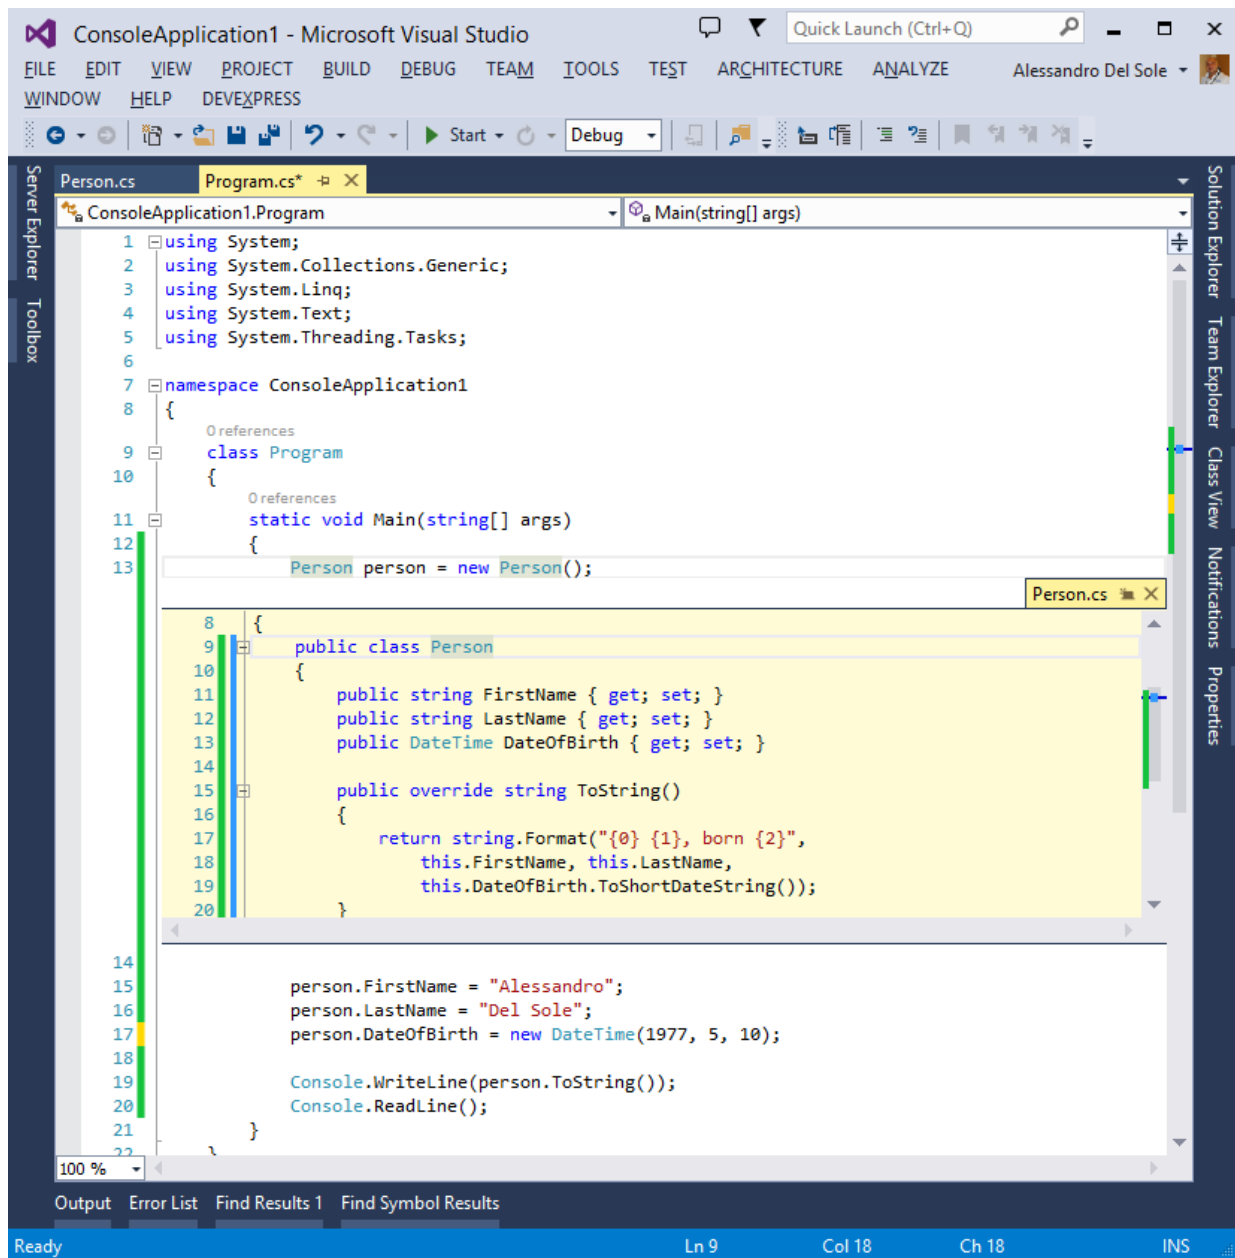 ConsoleApplication1 - Microsoft Visual Studio
Quick Launch (Ctrl+Q)
FILE EDIT VIEW PROJECT BUILD DEBUG TEAM TOOLS TEST ARCHITECTURE ANALYZE Alessandro Del Sole
WINDOW HELP DEVEXPRESS
Start Debug
Server Explorer
Toolbox
Person.cs Program.cs*
ConsoleApplication1.Program Main(string[] args)
1 using System;
2 using System.Collections.Generic;
3 using System.Linq;
4 using System.Text;
5 using System.Threading.Tasks;
6
7 namespace ConsoleApplication1
8 {
0 references
9 class Program
10 {
0 references
11 static void Main(string[] args)
12 {
13 Person person = new Person();
Person.cs
8 {
9 public class Person
10 {
11 public string FirstName { get; set; }
12 public string LastName { get; set; }
13 public DateTime DateOfBirth { get; set; }
14
15 public override string ToString()
16 {
17 return string.Format("{0} {1}, born {2}",
18 this.FirstName, this.LastName,
19 this.DateOfBirth.ToShortDateString());
20 }
14
15 person.FirstName = "Alessandro";
16 person.LastName = "Del Sole";
17 person.DateOfBirth = new DateTime(1977, 5, 10);
18
19 Console.WriteLine(person.ToString());
20 Console.ReadLine();
21 }
22 }
100 %
Solution Explorer
Team Explorer
Class View
Notifications
Properties
Output Error List Find Results 1 Find Symbol Results
Ready Ln 9 Col 18 Ch 18 INS